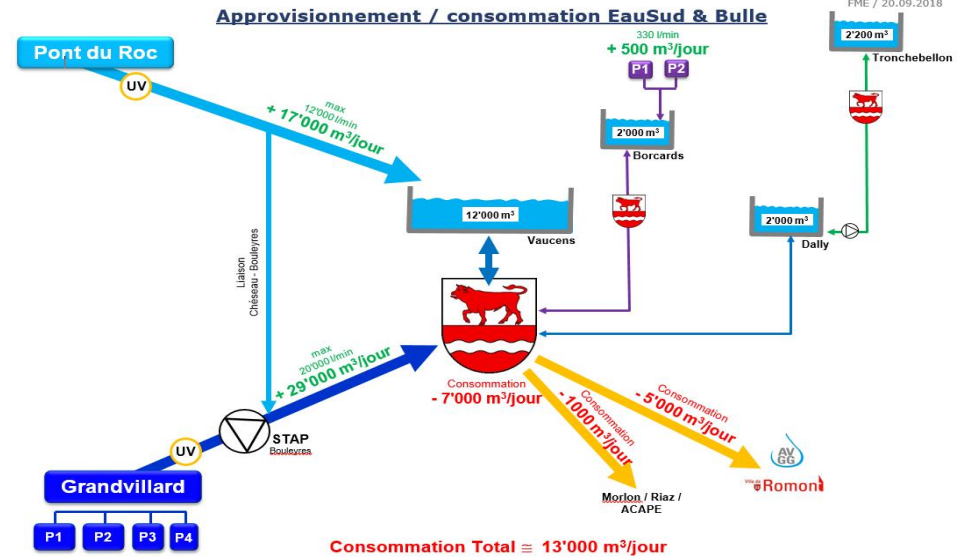 Approvisionnement / consommation EauSud & Bulle
FME / 20.09.2018
Pont du Roc
UV
max
12'000 l/min
+ 17'000 m³/jour
330 l/min
+ 500 m³/jour
P1
P2
2'200 m³
Tronchebellon
2'000 m³
Borcards
12'000 m³
Vaucens
2'000 m³
Dally
Liaison
Chéseau - Bouleyres
max
20'000 l/min
+ 29'000 m³/jour
Consommation
- 7'000 m³/jour
Consommation
- 1000 m³/jour
Consommation
- 5'000 m³/jour
STAP
Bouleyres
UV
Grandvillard
P1
P2
P3
P4
Morlon / Riaz /
ACAPE
AV
GG
Romont
Consommation Total ≅ 13'000 m³/jour